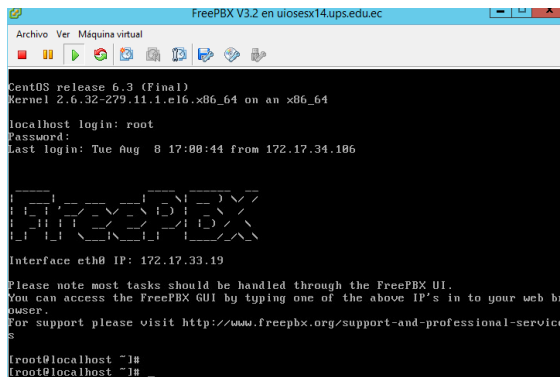 FreePBX V3.2 en uiosesx14.ups.edu.ec
Archivo Ver Máquina virtual
CentOS release 6.3 (Final)
Kernel 2.6.32-279.11.1.el6.x86_64 on an x86_64
localhost login: root
Password:
Last login: Tue Aug  8 17:00:44 from 172.17.34.106
FreePBX
Interface eth0 IP: 172.17.33.19
Please note most tasks should be handled through the FreePBX UI.
You can access the FreePBX GUI by typing one of the above IP's in to your web br
owser.
For support please visit http://www.freepbx.org/support-and-professional-service
s
[root@localhost ~]#
[root@localhost ~]# _